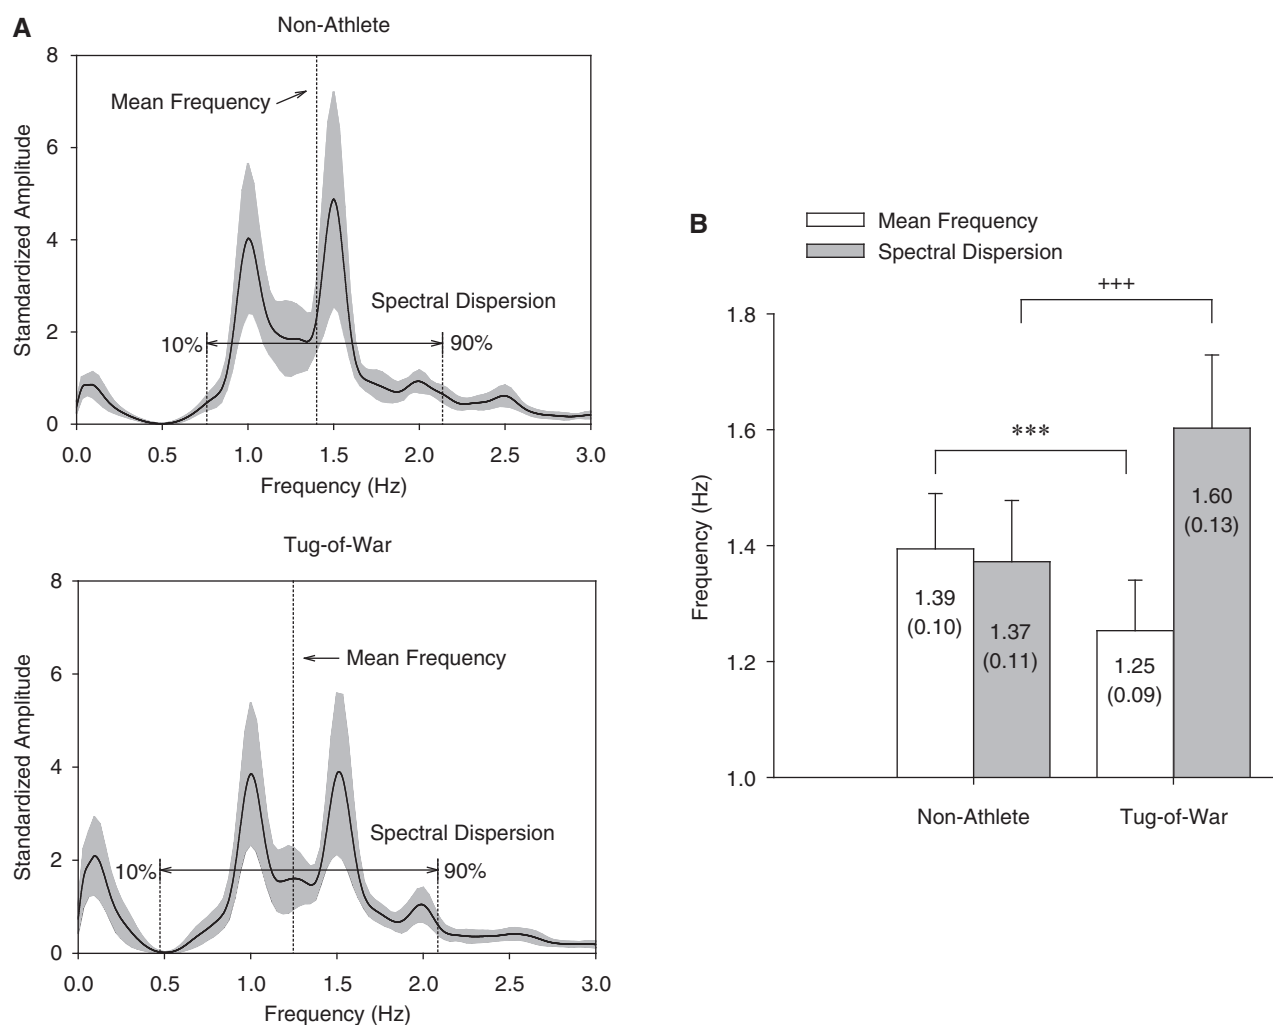 A
Non-Athlete
8
6
4
2
0
Stamdardized Amplitude
Mean Frequency
Spectral Dispersion
10%
90%
0.0 0.5 1.0 1.5 2.0 2.5 3.0
Frequency (Hz)
Tug-of-War
8
6
4
2
0
Standardized Amplitude
Mean Frequency
Spectral Dispersion
10%
90%
0.0 0.5 1.0 1.5 2.0 2.5 3.0
Frequency (Hz)
B
Mean Frequency
Spectral Dispersion
+++
***
1.8
1.6
1.4
1.2
1.0
Frequency (Hz)
1.39
(0.10)
1.37
(0.11)
1.25
(0.09)
1.60
(0.13)
Non-Athlete Tug-of-War